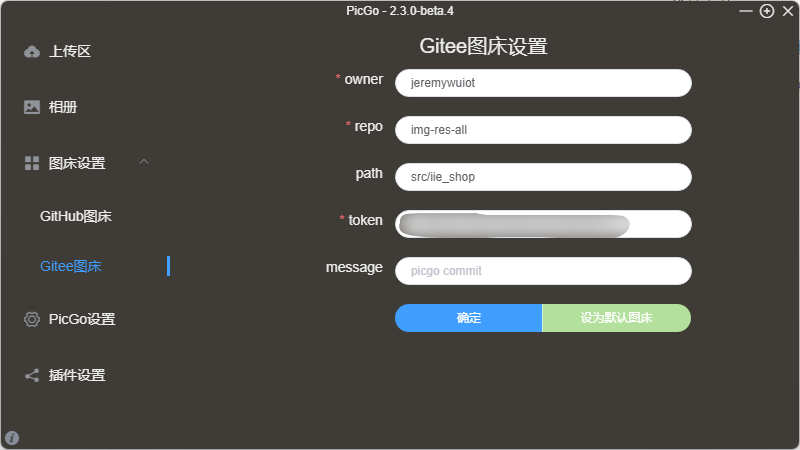 PicGo - 2.3.0-beta.4
上传区
相册
图床设置
GitHub图床
Gitee图床
PicGo设置
插件设置
Gitee图床设置
* owner
jeremywuiot
* repo
img-res-all
path
src/iie_shop
* token
message
picgo commit
确定
设为默认图床